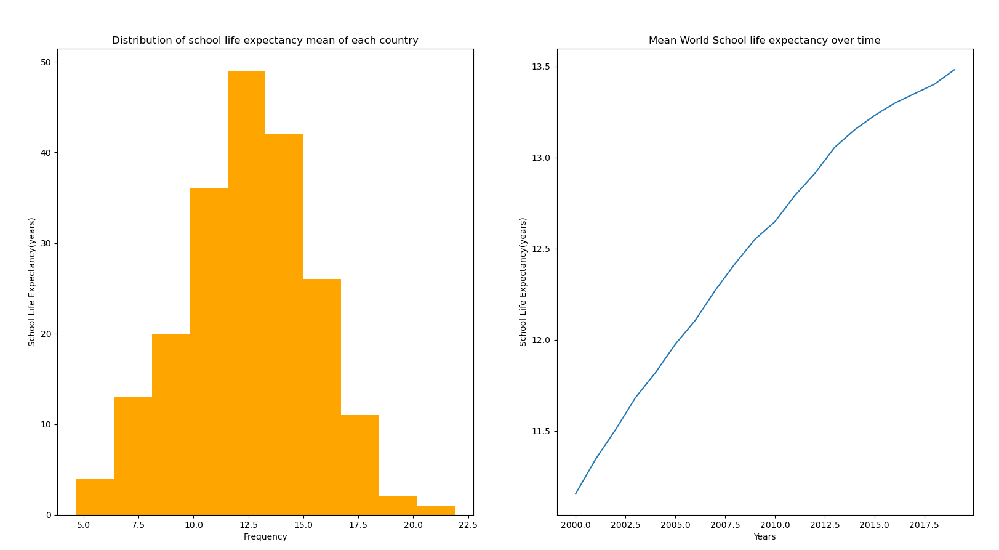 Distribution of school life expectancy mean of each country
50
40
30
20
10
0
School Life Expectancy(years)
5.0 7.5 10.0 12.5 15.0 17.5 20.0 22.5
Frequency
Mean World School life expectancy over time
13.5
13.0
12.5
12.0
11.5
School Life Expectancy(years)
2000.0 2002.5 2005.0 2007.5 2010.0 2012.5 2015.0 2017.5
Years